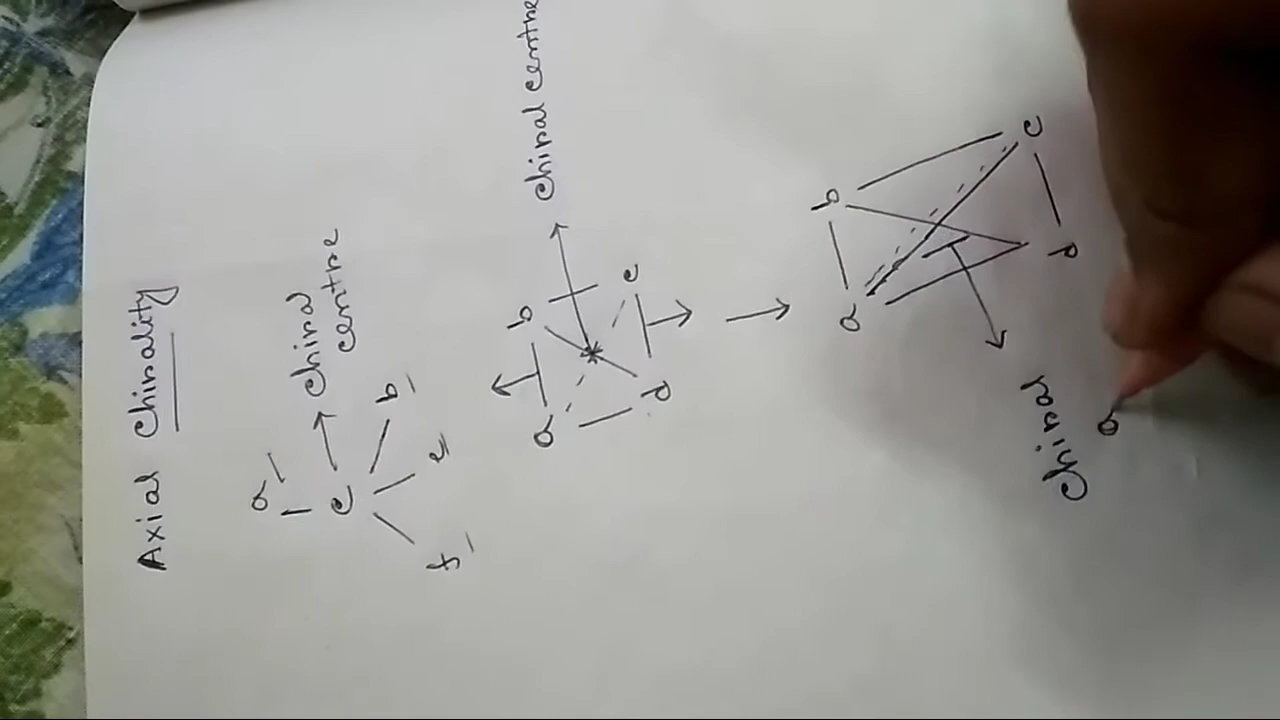 Axial Chirality
a
c → Chiral
centre
b
e
f
b
chiral centre
a
*
c
d
b
c
a
d
Chiral
a